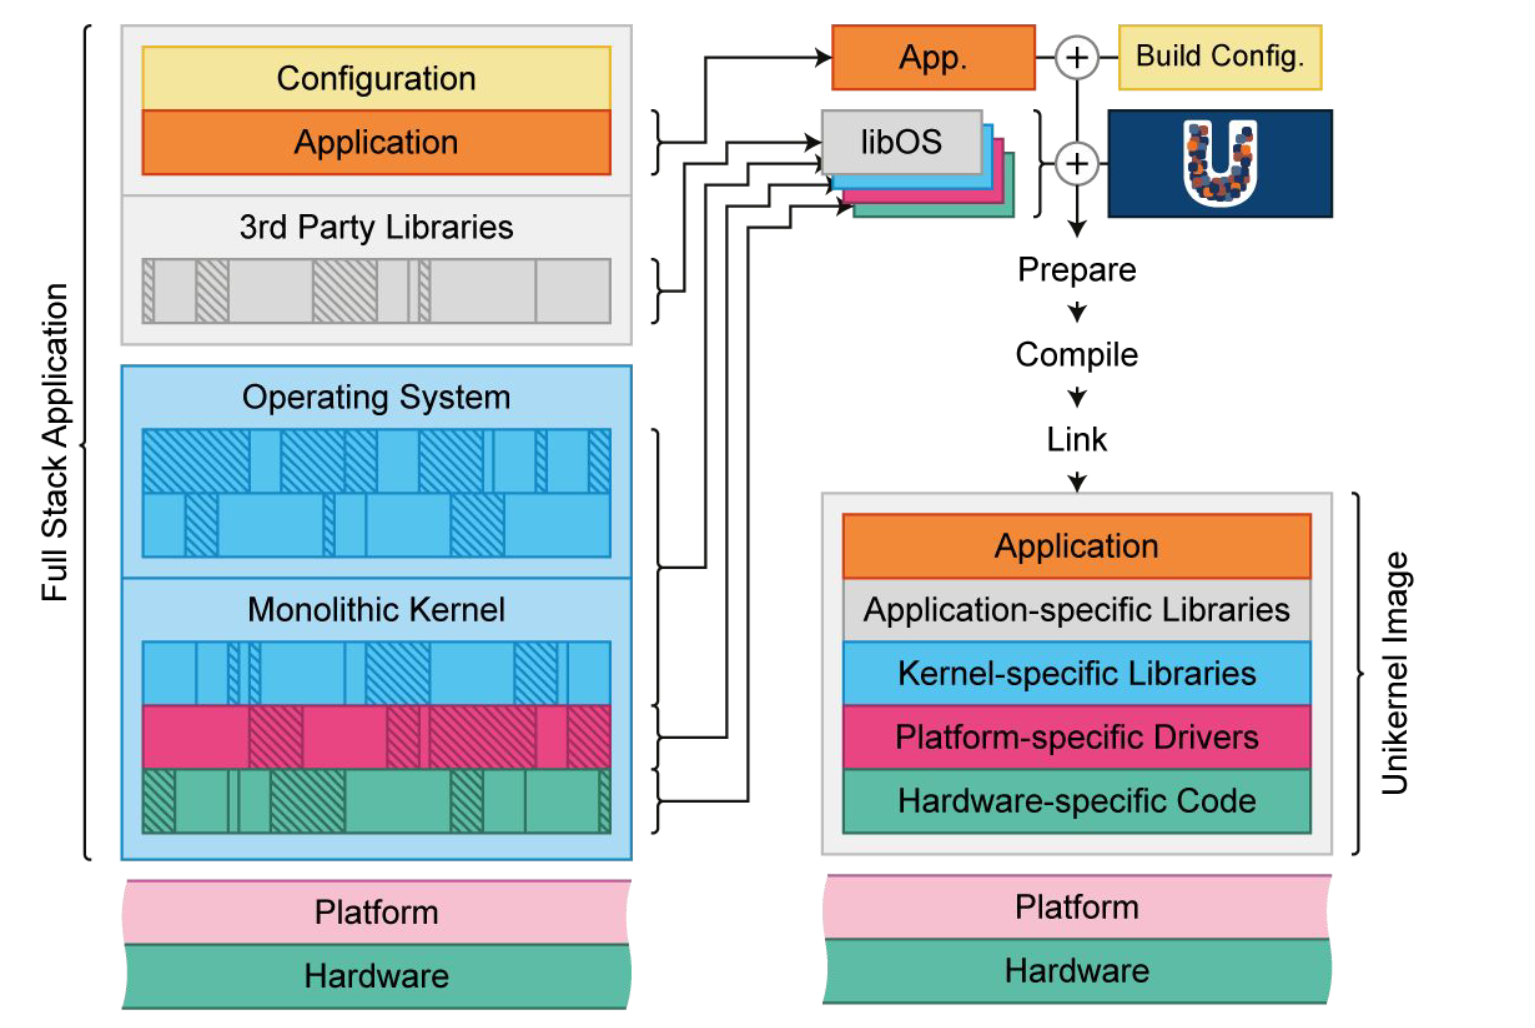 Full Stack Application
Configuration
Application
3rd Party Libraries
Operating System
Monolithic Kernel
Platform
Hardware
App.
+
Build Config.
libOS
+
U
Prepare
Compile
Link
Application
Application-specific Libraries
Kernel-specific Libraries
Platform-specific Drivers
Hardware-specific Code
Unikernel Image
Platform
Hardware